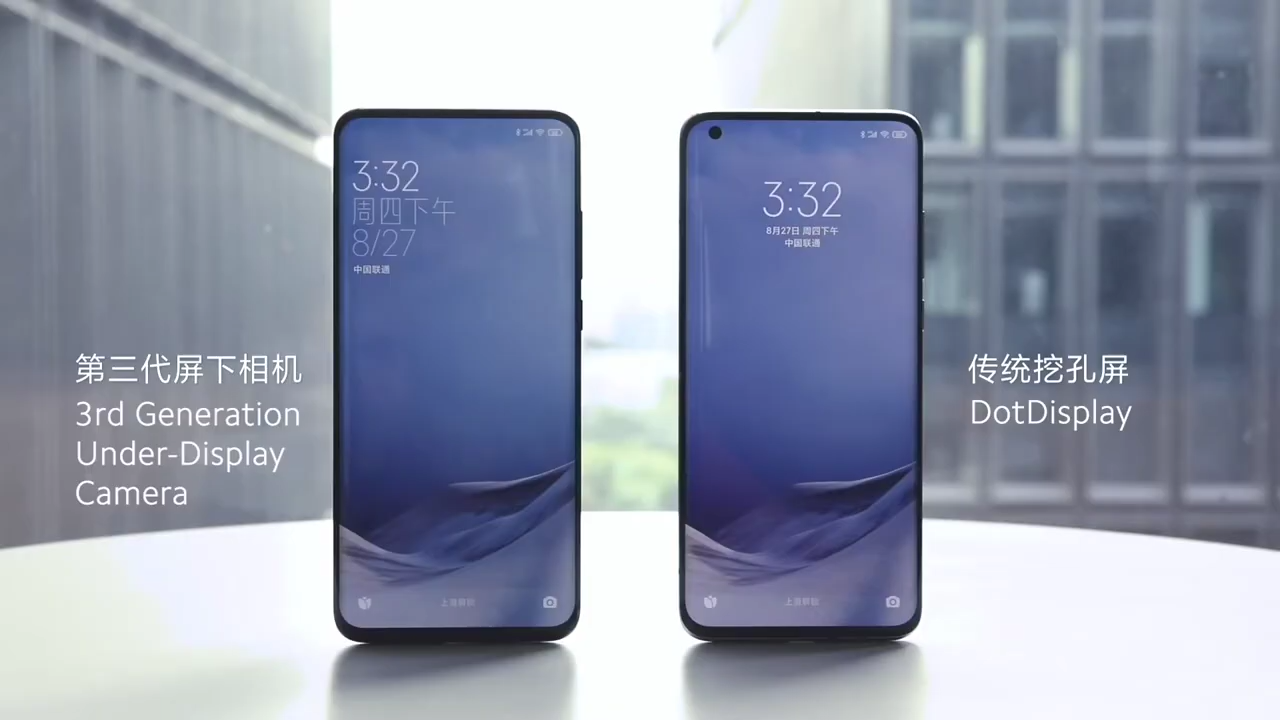 3:32
周四下午
8/27
中国联通
3:32
8月27日 周四下午
中国联通
第三代屏下相机
3rd Generation
Under-Display
Camera
传统挖孔屏
DotDisplay